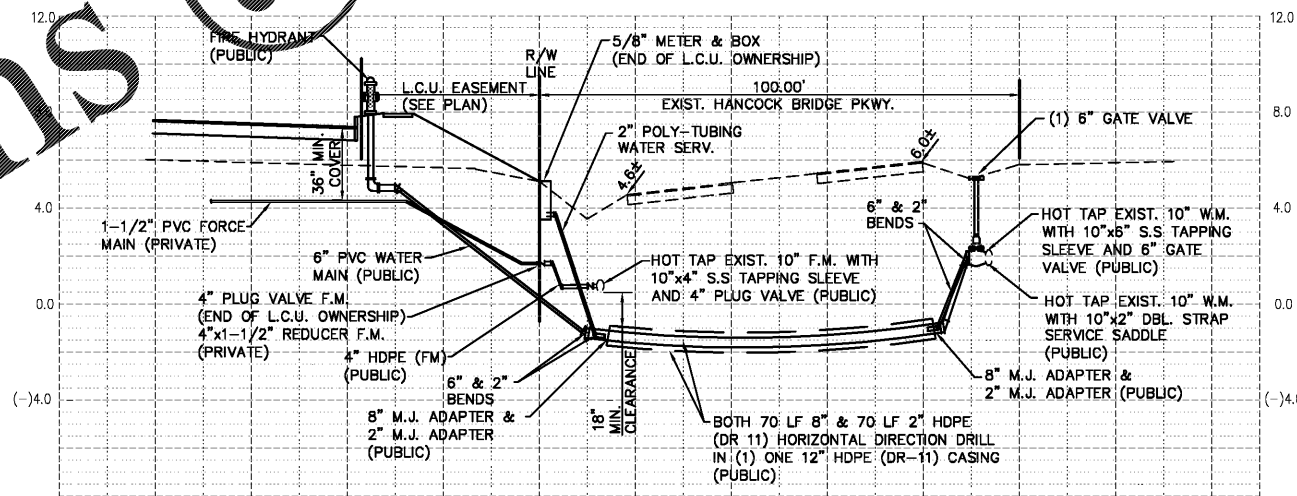 12.0
12.0
ns
FIRE HYDRANT
(PUBLIC)
R/W
LINE
5/8" METER & BOX
(END OF L.C.U. OWNERSHIP)
L.C.U. EASEMENT
(SEE PLAN)
100.00'
EXIST. HANCOCK BRIDGE PKWY.
8.0
(1) 6" GATE VALVE
2" POLY-TUBING
WATER SERV.
36" MIN.
COVER
4.6±
6.0±
4.0
4.0
1-1/2" PVC FORCE
MAIN (PRIVATE)
6" & 2"
BENDS
HOT TAP EXIST. 10" W.M.
WITH 10"x6" S.S TAPPING
SLEEVE AND 6" GATE
VALVE (PUBLIC)
6" PVC WATER
MAIN (PUBLIC)
HOT TAP EXIST. 10" F.M. WITH
10"x4" S.S TAPPING SLEEVE
AND 4" PLUG VALVE (PUBLIC)
0.0
0.0
4" PLUG VALVE F.M.
(END OF L.C.U. OWNERSHIP)
4"x1-1/2" REDUCER F.M.
(PRIVATE)
HOT TAP EXIST. 10" W.M.
WITH 10"x2" DBL. STRAP
SERVICE SADDLE
(PUBLIC)
4" HDPE (FM)
(PUBLIC)
6" & 2"
BENDS
18"
MIN.
CLEARANCE
8" M.J. ADAPTER &
2" M.J. ADAPTER (PUBLIC)
(-)4.0
(-)4.0
8" M.J. ADAPTER &
2" M.J. ADAPTER
(PUBLIC)
BOTH 70 LF 8" & 70 LF 2" HDPE
(DR 11) HORIZONTAL DIRECTION DRILL
IN (1) ONE 12" HDPE (DR-11) CASING
(PUBLIC)